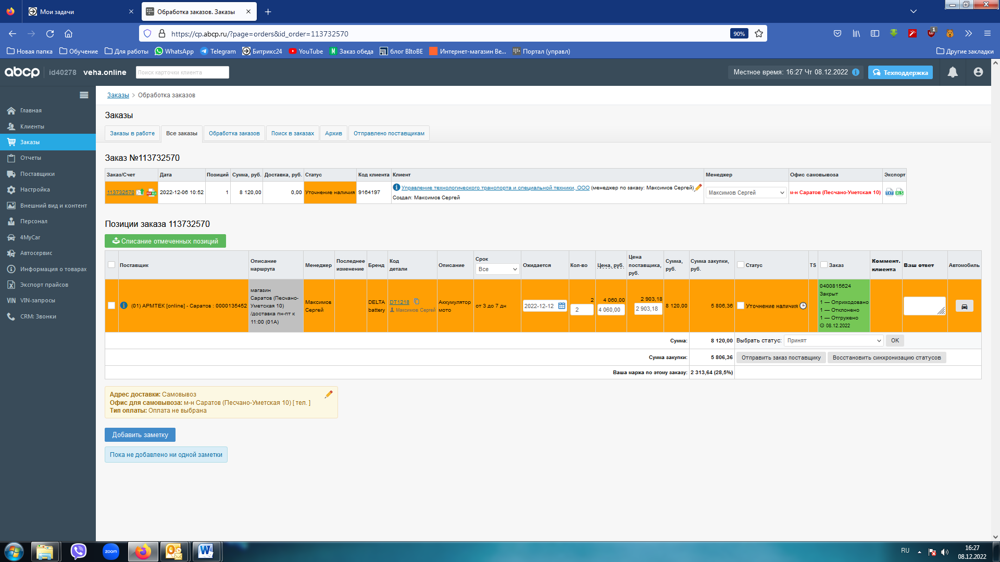 Мои задачи
Обработка заказов. Заказы
https://cp.abcp.ru/?page=orders&id_order=113732570
90%
1
Новая папка
Обучение
Для работы
WhatsApp
Telegram
Битрикс24
YouTube
Заказ обеда
блог BItoBE
Интернет-магазин Ве...
Портал (управл)
Другие закладки
abcp
id40278
veha.online
Поиск карточки клиента
Местное время: 16:27 Чт 08.12.2022
Техподдержка
Заказы > Обработка заказов
Главная
Клиенты
Заказы
Отчеты
Поставщики
Настройка
Внешний вид и контент
Персонал
4MyCar
Автосервис
Информация о товарах
Экспорт прайсов
VIN VIN-запросы
CRM: Звонки
Заказы
Заказы в работе
Все заказы
Обработка заказов
Поиск в заказах
Архив
Отправлено поставщикам
Заказ №113732570
Заказ/Счет Дата Позиций Сумма, руб. Доставка, руб. Статус Код клиента Клиент Менеджер Офис самовывоза Экспорт
113732570 2022-12-06 10:52 1 8 120,00 0,00 Уточнение наличия 9164197 Управление технологического транспорта и специальной техники, ООО (менеджер по заказу: Максимов Сергей)
Создал: Максимов Сергей
Максимов Сергей
м-н Саратов (Песчано-Уметская 10)
TXT XLS
Позиции заказа 113732570
Списание отмеченных позиций
Поставщик
Описание маршрута
Менеджер
Последнее изменение
Бренд
Код детали
Описание
Срок
Все
Ожидается
Кол-во
Цена, руб.
Цена поставщика, руб.
Сумма, руб.
Сумма закупки, руб.
Статус
TS
Заказ
Коммент. клиента
Ваш ответ
Автомобиль
(01) АРМТЕК [online] - Саратов : 0000135452
магазин
Саратов (Песчано-
Уметская 10)
/доставка пн-пт к
11:00 (01А)
Максимов
Сергей
DELTA
battery
DT1218
Максимов Сергей
Аккумулятор
мото
от 3 до 7 дн
2022-12-12
2
2
4 060,00
4 060,00
2 903,18
2 903,18
8 120,00
5 806,36
Уточнение наличия
0400815624
Закрыт
1 — Оприходовано
1 — Отклонено
1 — Отгружено
08.12.2022
Сумма: 8 120,00
Выбрать статус: Принят OK
Сумма закупки: 5 806,36
Отправить заказ поставщику
Восстановить синхронизацию статусов
Ваша маржа по этому заказу: 2 313,64 (28,5%)
Адрес доставки: Самовывоз
Офис для самовывоза: м-н Саратов (Песчано-Уметская 10) [ тел. ]
Тип оплаты: Оплата не выбрана
Добавить заметку
Пока не добавлено ни одной заметки
zoom
RU
16:27
08.12.2022